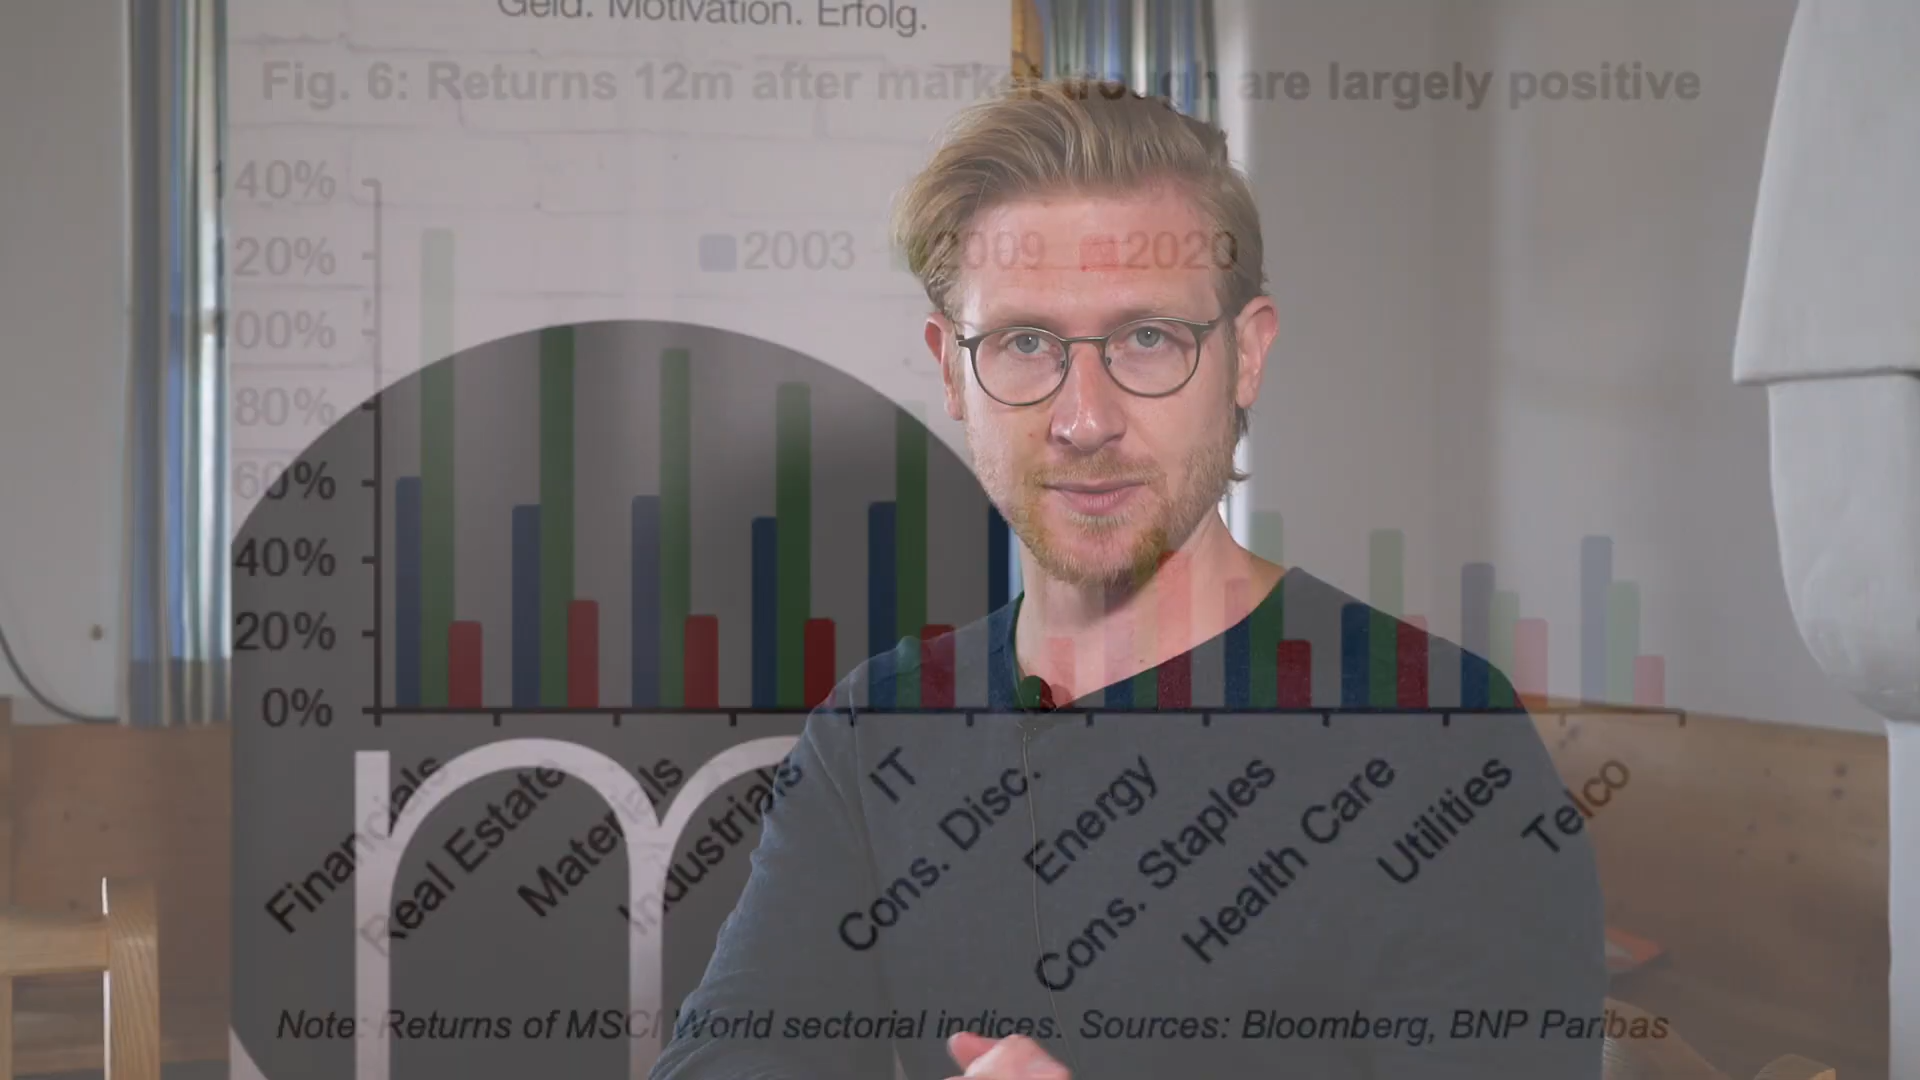 Geld. Motivation. Erfolg.
Fig. 6: Returns 12m after market trough are largely positive
2003 2009 2020
140%
120%
100%
80%
60%
40%
20%
0%
Financials
Real Estate
Materials
Industrials
IT
Cons. Disc.
Energy
Cons. Staples
Health Care
Utilities
Telco
m
Note: Returns of MSCI World sectorial indices. Sources: Bloomberg, BNP Paribas